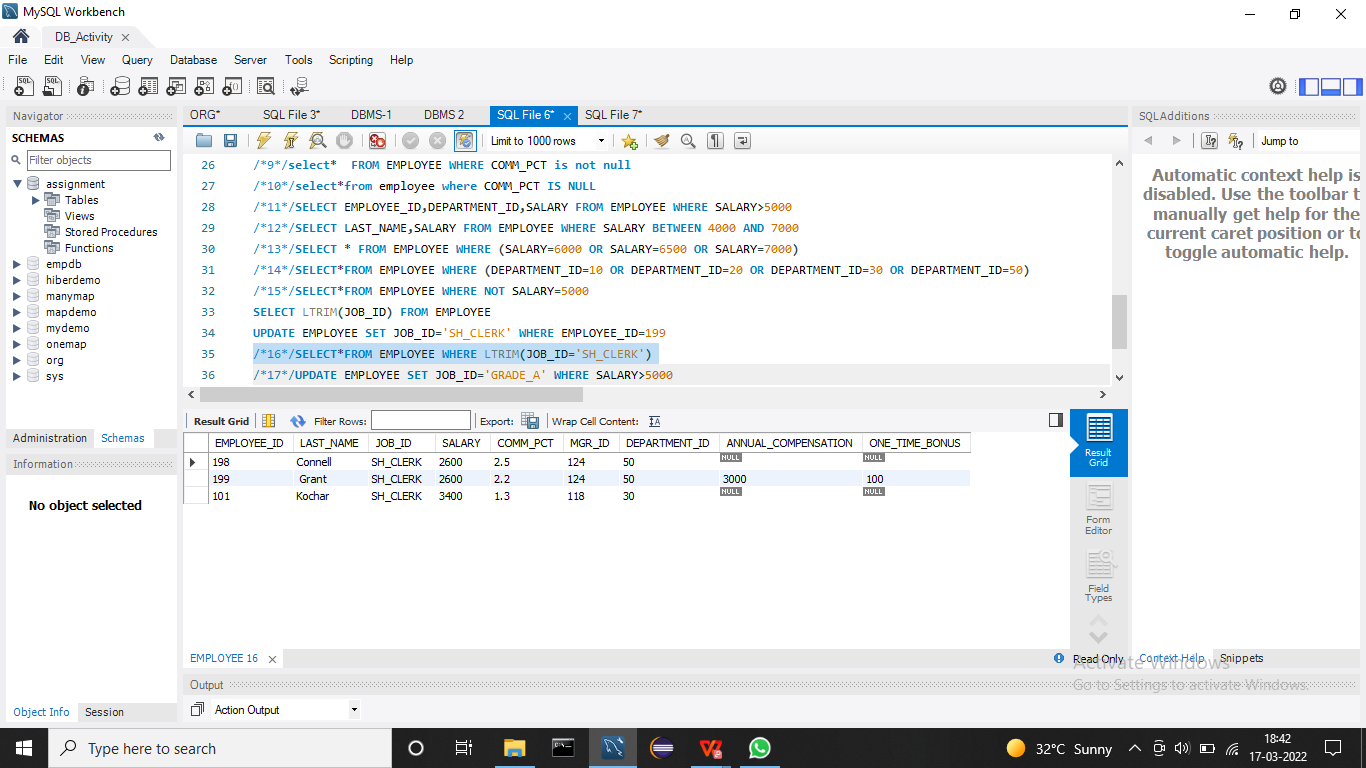 MySQL Workbench
DB_Activity
File Edit View Query Database Server Tools Scripting Help
Navigator
SCHEMAS
Filter objects
assignment
Tables
Views
Stored Procedures
Functions
empdb
hiberdemo
manymap
mapdemo
mydemo
onemap
org
sys
Administration Schemas
Information
No object selected
Object Info Session
ORG* SQL File 3* DBMS-1 DBMS 2 SQL File 6* SQL File 7*
Limit to 1000 rows
26 /*9*/select* FROM EMPLOYEE WHERE COMM_PCT is not null
27 /*10*/select*from employee where COMM_PCT IS NULL
28 /*11*/SELECT EMPLOYEE_ID,DEPARTMENT_ID,SALARY FROM EMPLOYEE WHERE SALARY>5000
29 /*12*/SELECT LAST_NAME,SALARY FROM EMPLOYEE WHERE SALARY BETWEEN 4000 AND 7000
30 /*13*/SELECT * FROM EMPLOYEE WHERE (SALARY=6000 OR SALARY=6500 OR SALARY=7000)
31 /*14*/SELECT*FROM EMPLOYEE WHERE (DEPARTMENT_ID=10 OR DEPARTMENT_ID=20 OR DEPARTMENT_ID=30 OR DEPARTMENT_ID=50)
32 /*15*/SELECT*FROM EMPLOYEE WHERE NOT SALARY=5000
33 SELECT LTRIM(JOB_ID) FROM EMPLOYEE
34 UPDATE EMPLOYEE SET JOB_ID='SH_CLERK' WHERE EMPLOYEE_ID=199
35 /*16*/SELECT*FROM EMPLOYEE WHERE LTRIM(JOB_ID='SH_CLERK')
36 /*17*/UPDATE EMPLOYEE SET JOB_ID='GRADE_A' WHERE SALARY>5000
Result Grid Filter Rows: Export: Wrap Cell Content:
EMPLOYEE_ID LAST_NAME JOB_ID SALARY COMM_PCT MGR_ID DEPARTMENT_ID ANNUAL_COMPENSATION ONE_TIME_BONUS
198 Connell SH_CLERK 2600 2.5 124 50 NULL NULL
199 Grant SH_CLERK 2600 2.2 124 50 3000 100
101 Kochar SH_CLERK 3400 1.3 118 30 NULL NULL
Result
Grid
Form
Editor
Field
Types
EMPLOYEE 16
Read Only
Output
Action Output
SQLAdditions
Jump to
Automatic context help is
disabled. Use the toolbar t
manually get help for the
current caret position or to
toggle automatic help.
Context Help Snippets
Activate Windows
Go to Settings to activate Windows.
Type here to search
32°C Sunny
18:42
17-03-2022